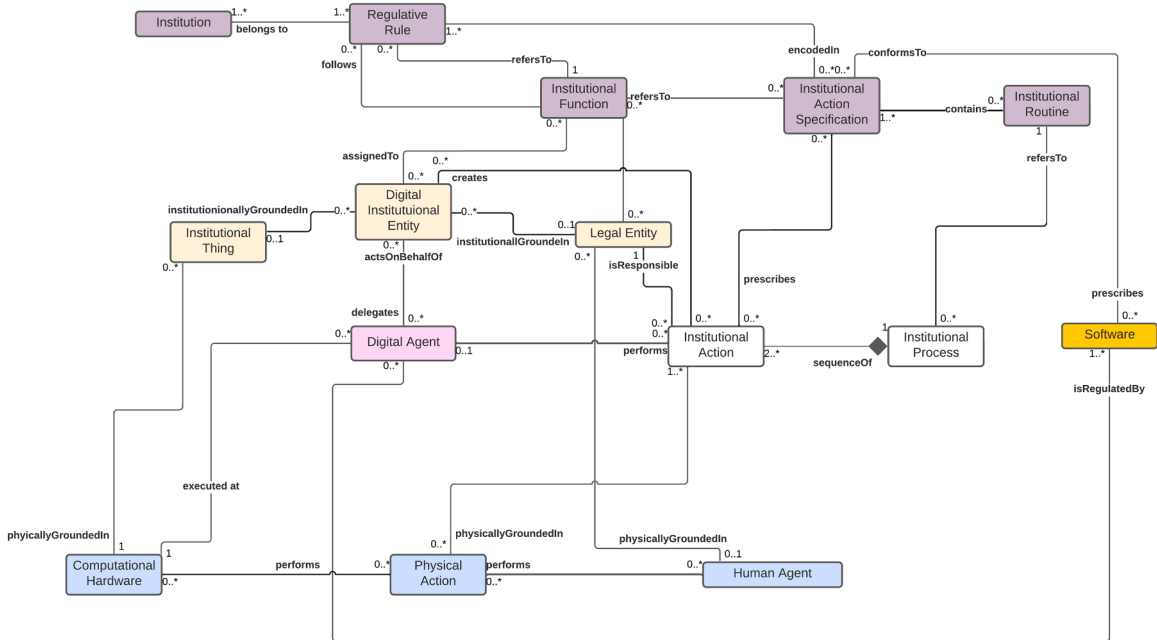 Institution
1..*
belongs to
1..*
Regulative
Rule
1..*
0..*
0..*
follows
refersTo
1
encodedIn
0..*
0..*
conformsTo
Institutional
Function
0..*
refersTo
0..*
0..*
Institutional
Action
Specification
1..*
contains
0..*
Institutional
Routine
0..*
1
refersTo
assignedTo
0..*
0..*
creates
Digital
Instituituional
Entity
institutionionallyGroundedIn
0..*
0..*
0..1
Institutional
Thing
0..*
institutionallGroundeIn
0..1
0..*
Legal Entity
0..*
1
isResponsible
0..*
actsOnBehalfOf
delegates
0..*
prescribes
prescribes
0..*
Digital Agent
0..*
0..1
0..*
0..*
0..*
0..*
performs
0..*
Institutional
Action
1..*
2..*
sequenceOf
1
0..*
Institutional
Process
Software
1..*
isRegulatedBy
executed at
phyicallyGroundedIn
1
1
physicallyGroundedIn
0..*
physicallyGroundedIn
0..1
Computational
Hardware
0..*
performs
0..*
Physical
Action
performs
0..*
0..*
Human Agent